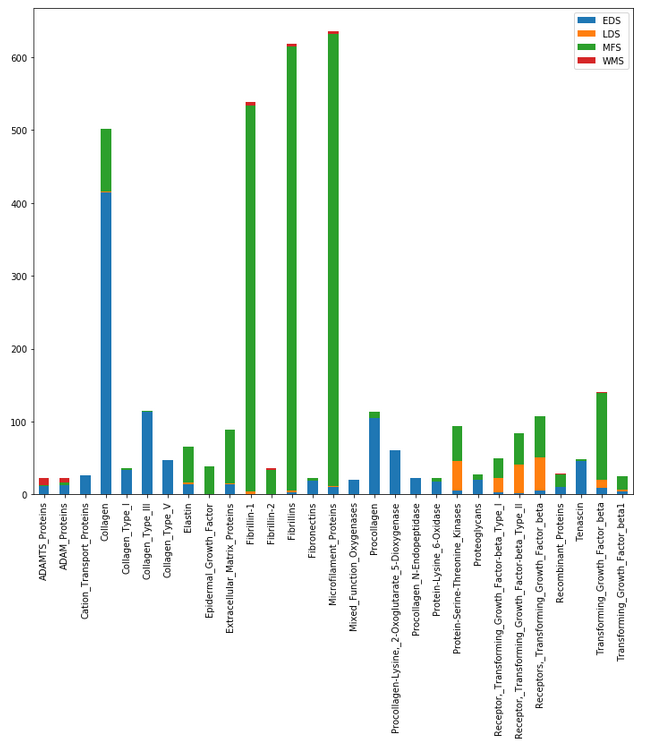 EDS
LDS
MFS
WMS
600
500
400
300
200
100
0
ADAMTS_Proteins
ADAM_Proteins
Cation_Transport_Proteins
Collagen
Collagen_Type_I
Collagen_Type_III
Collagen_Type_V
Elastin
Epidermal_Growth_Factor
Extracellular_Matrix_Proteins
Fibrillin-1
Fibrillin-2
Fibrillins
Fibronectins
Microfilament_Proteins
Mixed_Function_Oxygenases
Procollagen
Procollagen-Lysine,_2-Oxoglutarate_5-Dioxygenase
Procollagen_N-Endopeptidase
Protein-Lysine_6-Oxidase
Protein-Serine-Threonine_Kinases
Proteoglycans
Receptor,_Transforming_Growth_Factor-beta_Type_I
Receptor,_Transforming_Growth_Factor-beta_Type_II
Receptors,_Transforming_Growth_Factor_beta
Recombinant_Proteins
Tenascin
Transforming_Growth_Factor_beta
Transforming_Growth_Factor_beta1